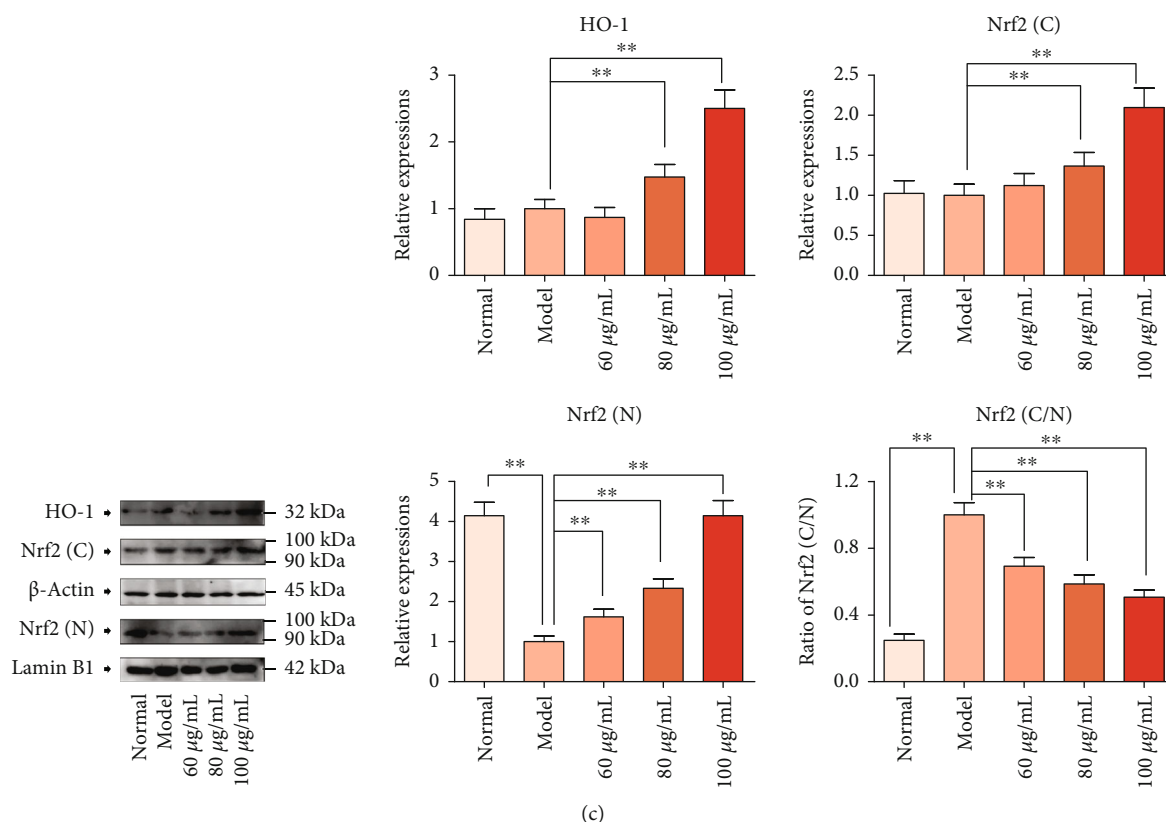 HO-1
**
**
Relative expressions
3
2
1
0
Normal
Model
60 µg/mL
80 µg/mL
100 µg/mL
Nrf2 (C)
**
**
Relative expressions
2.5
2.0
1.5
1.0
0.5
0.0
Normal
Model
60 µg/mL
80 µg/mL
100 µg/mL
HO-1
32 kDa
Nrf2 (C)
100 kDa
90 kDa
β-Actin
45 kDa
Nrf2 (N)
100 kDa
90 kDa
Lamin B1
42 kDa
Normal
Model
60 µg/mL
80 µg/mL
100 µg/mL
Nrf2 (N)
**
**
**
**
Relative expressions
5
4
3
2
1
0
Normal
Model
60 µg/mL
80 µg/mL
100 µg/mL
Nrf2 (C/N)
**
**
**
**
Ratio of Nrf2 (C/N)
1.2
0.9
0.6
0.3
0.0
Normal
Model
60 µg/mL
80 µg/mL
100 µg/mL
(c)